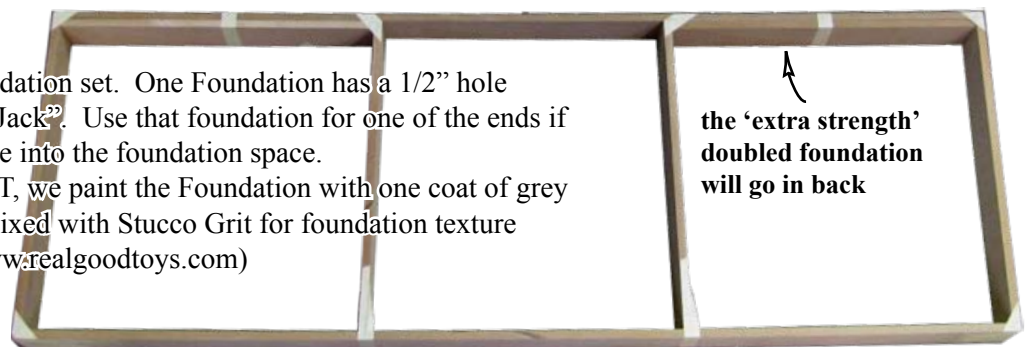 dation set.  One Foundation has a 1/2” hole
Jack”.  Use that foundation for one of the ends if
e into the foundation space.
T, we paint the Foundation with one coat of grey
ixed with Stucco Grit for foundation texture
w.realgoodtoys.com)
the ‘extra strength’
doubled foundation
will go in back